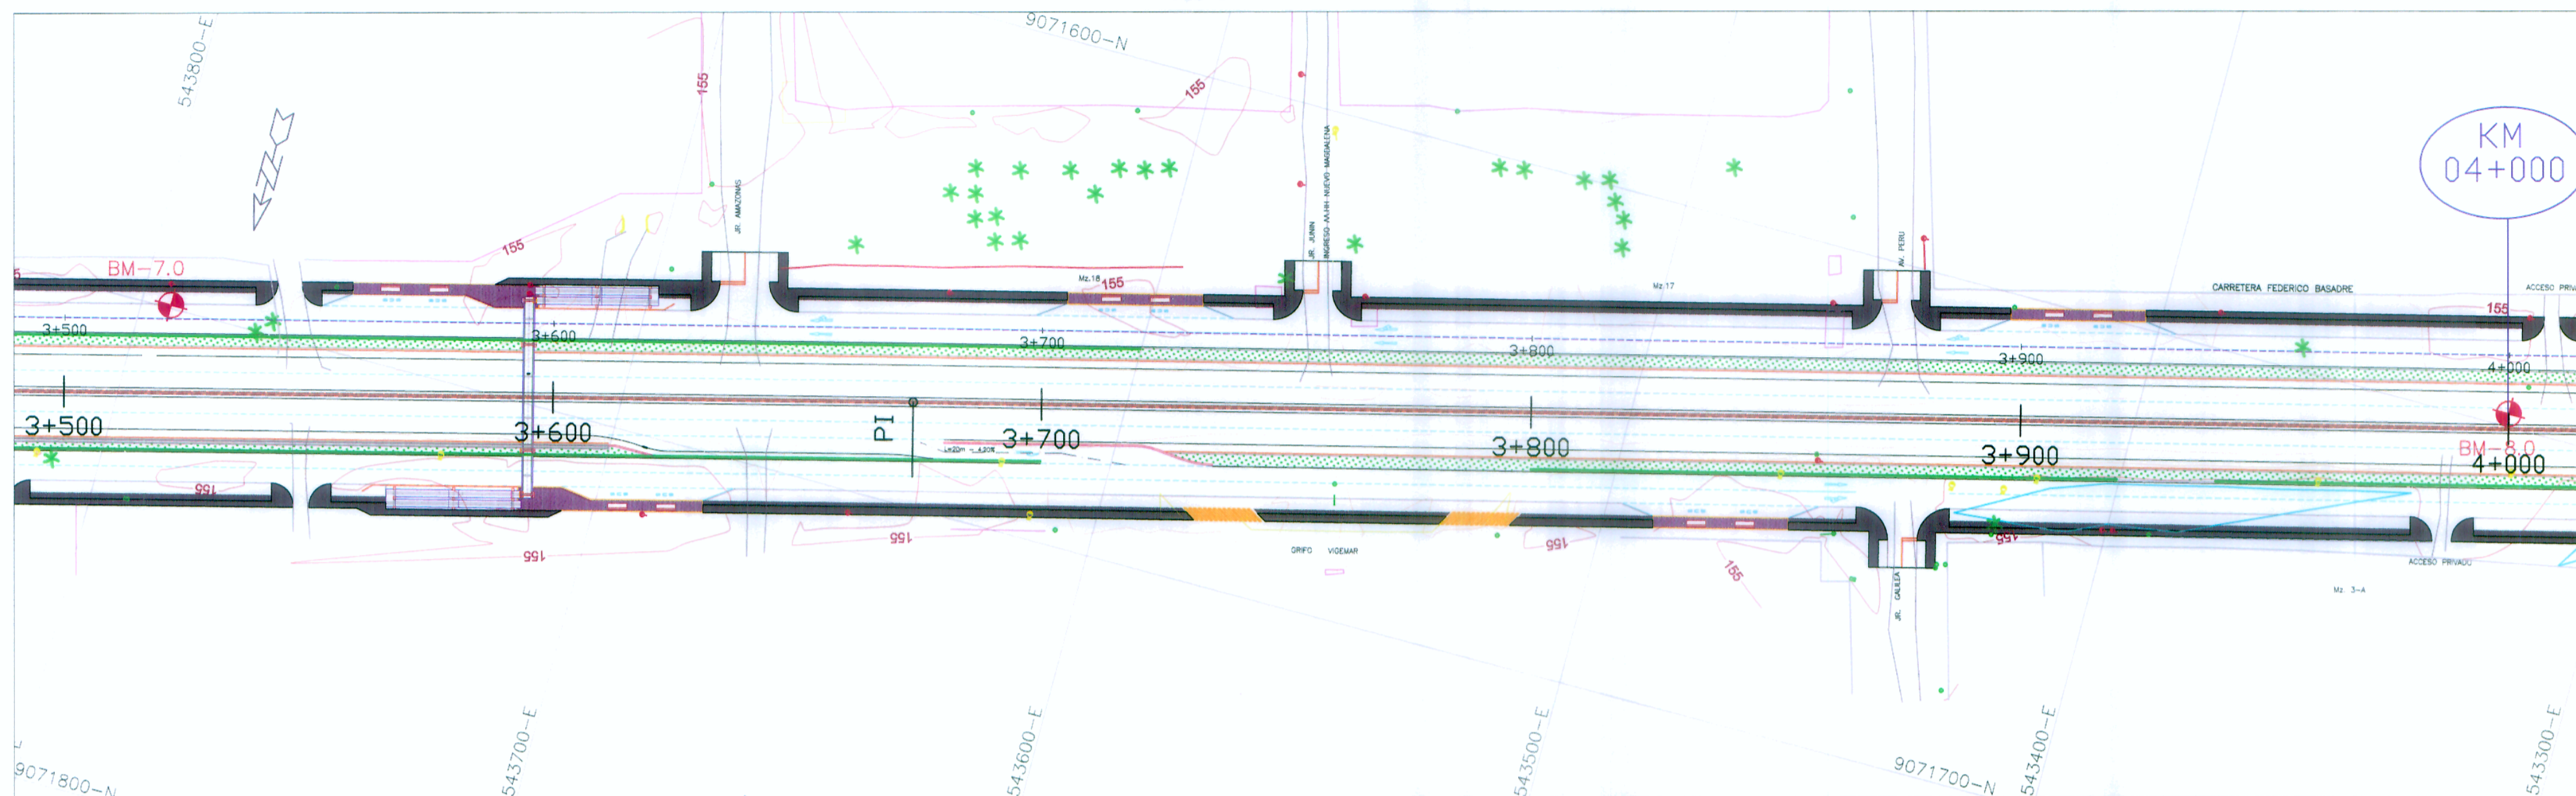 543800-E
9071600-N
155
155
KM
04+000
JR. AMAZONAS
JR. JUNIN
INGRESO AA.HH NUEVO MAGDALENA
AV. PERU
155
BM-7.0
Mz.18
155
Mz.17
CARRETERA FEDERICO BASADRE
155
3+500
3+600
3+700
3+800
3+900
4+000
3+500
3+600
PI
3+700
3+800
3+900
BM-8.0
4+000
155
155
155
155
155
155
GRIFO VIGEMAR
JR. GALILEA
ACCESO PRIVADO
Mz. 3-A
543700-E
543600-E
543500-E
543400-E
543300-E
9071800-N
9071700-N